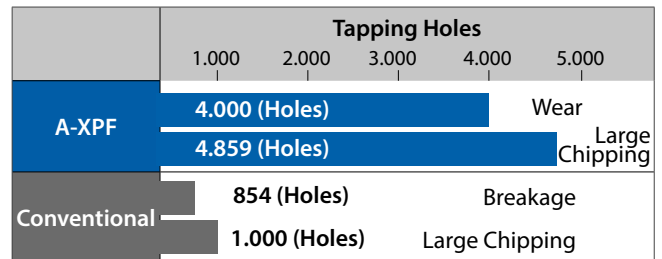 Tapping Holes
1.000 2.000 3.000 4.000 5.000
A-XPF
4.000 (Holes) Wear
4.859 (Holes) Large
Chipping
Conventional
854 (Holes) Breakage
1.000 (Holes) Large Chipping